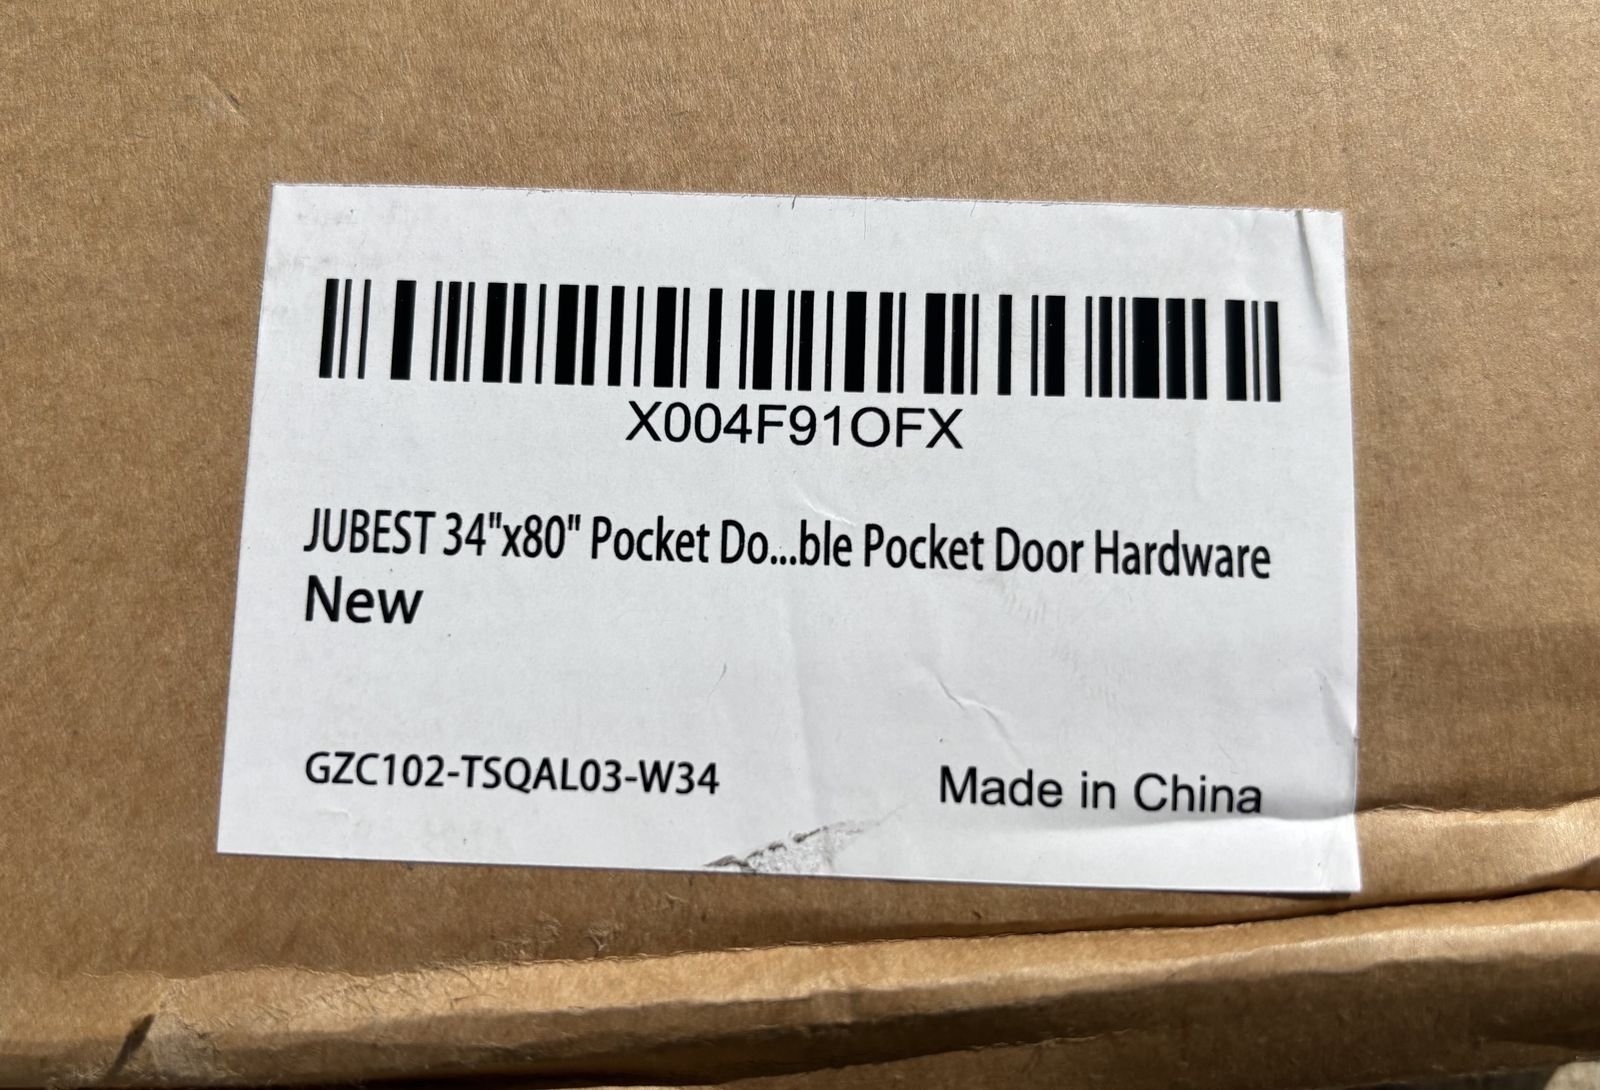 X004F91OFX
JUBEST 34"x80" Pocket Do...ble Pocket Door Hardware
New
GZC102-TSQAL03-W34
Made in China